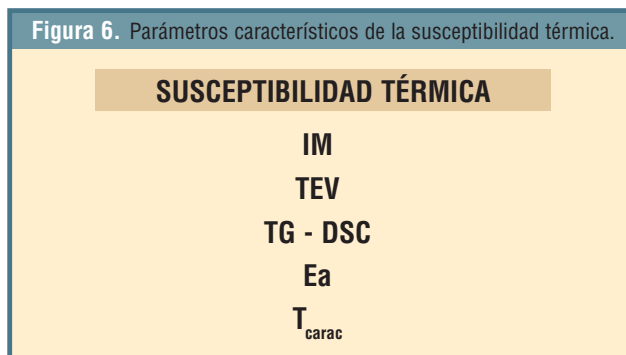 Figura 6. Parámetros característicos de la susceptibilidad térmica.
SUSCEPTIBILIDAD TÉRMICA
IM
TEV
TG - DSC
Ea
Tcarac